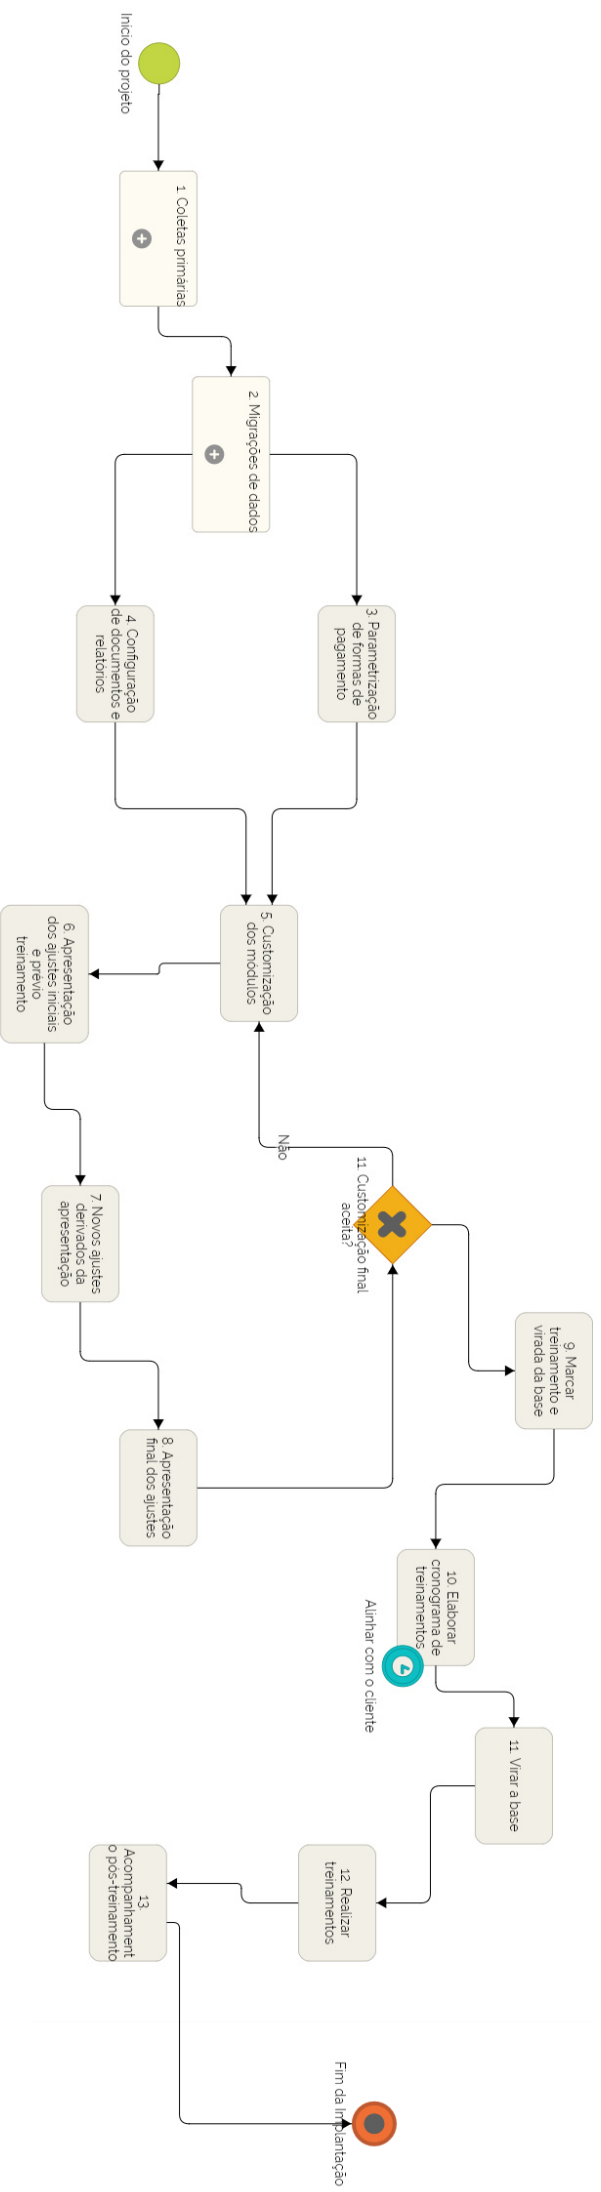 Inicio do projeto
1. Coletas primárias
2. Migrações de dados
3. Parametrização
de formas de
pagamento
4. Configuração
de documentos e
relatórios
5. Customização
dos módulos
6. Apresentação
dos ajustes iniciais
e prévio
treinamento
7. Novos ajustes
derivados da
apresentação
8. Apresentação
final dos ajustes
11. Customização final
aceita?
Não
9. Marcar
treinamento e
virada da base
10. Elaborar
cronograma de
treinamentos
Alinhar com o cliente
11. Virar a base
12. Realizar
treinamentos
13.
Acompanhament
o pós-treinamento
Fim da Implantação